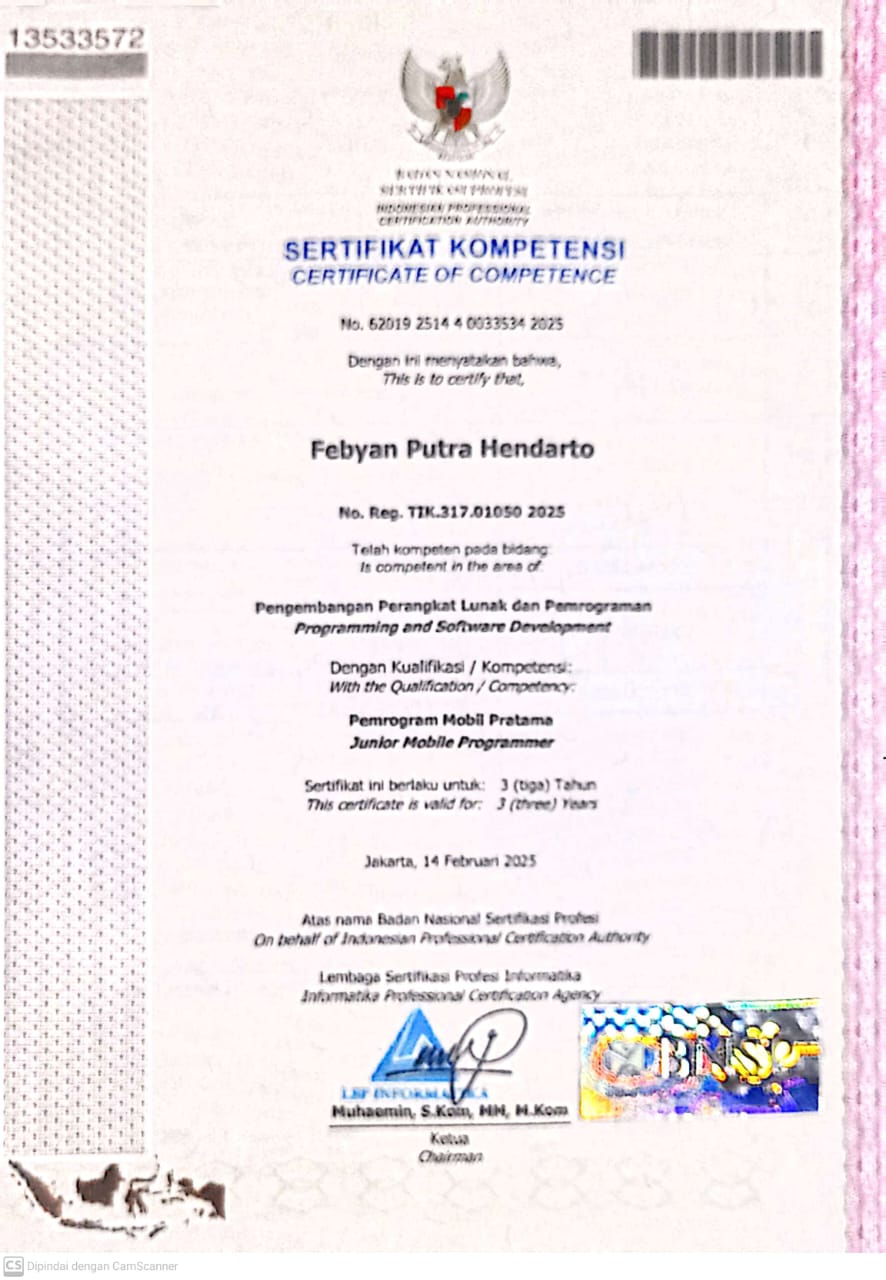 13533572
BADAN NASIONAL
SERTIFIKASI PROFESI
INDONESIAN PROFESSIONAL
CERTIFICATION AUTHORITY
SERTIFIKAT KOMPETENSI
CERTIFICATE OF COMPETENCE
No. 62019 2514 4 0033534 2025
Dengan ini menyatakan bahwa,
This is to certify that,
Febyan Putra Hendarto
No. Reg. TIK.317.01050 2025
Telah kompeten pada bidang:
Is competent in the area of:
Pengembangan Perangkat Lunak dan Pemrograman
Programming and Software Development
Dengan Kualifikasi / Kompetensi:
With the Qualification / Competency:
Pemrogram Mobil Pratama
Junior Mobile Programmer
Sertifikat ini berlaku untuk: 3 (tiga) Tahun
This certificate is valid for: 3 (three) Years
Jakarta, 14 Februari 2025
Atas nama Badan Nasional Sertifikasi Profesi
On behalf of Indonesian Professional Certification Authority
Lembaga Sertifikasi Profesi Informatika
Informatika Professional Certification Agency
LSP INFORMATIKA
BNSP
Muhaemin, S.Kom, MM, M.Kom
Ketua
Chairman
CS Dipindai dengan CamScanner